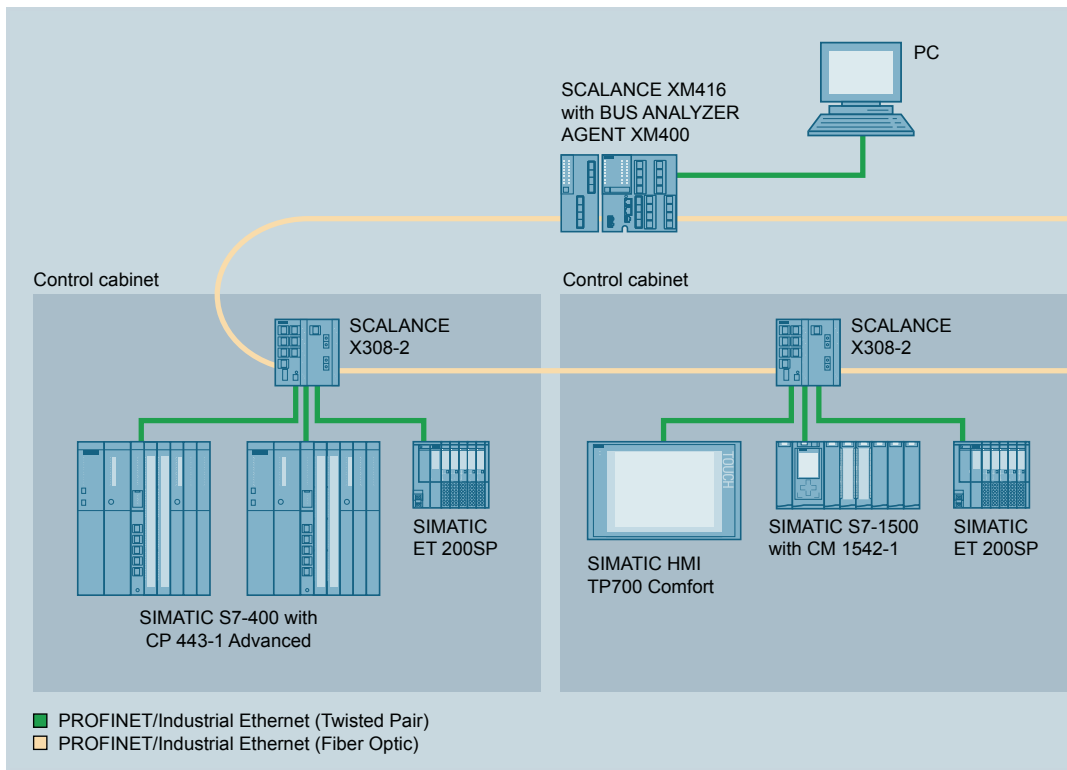 PC
SCALANCE XM416
with BUS ANALYZER
AGENT XM400
Control cabinet
Control cabinet
SCALANCE
X308-2
SCALANCE
X308-2
TOUCH
SIMATIC
ET 200SP
SIMATIC S7-400 with
CP 443-1 Advanced
SIMATIC HMI
TP700 Comfort
SIMATIC S7-1500
with CM 1542-1
SIMATIC
ET 200SP
PROFINET/Industrial Ethernet (Twisted Pair)
PROFINET/Industrial Ethernet (Fiber Optic)